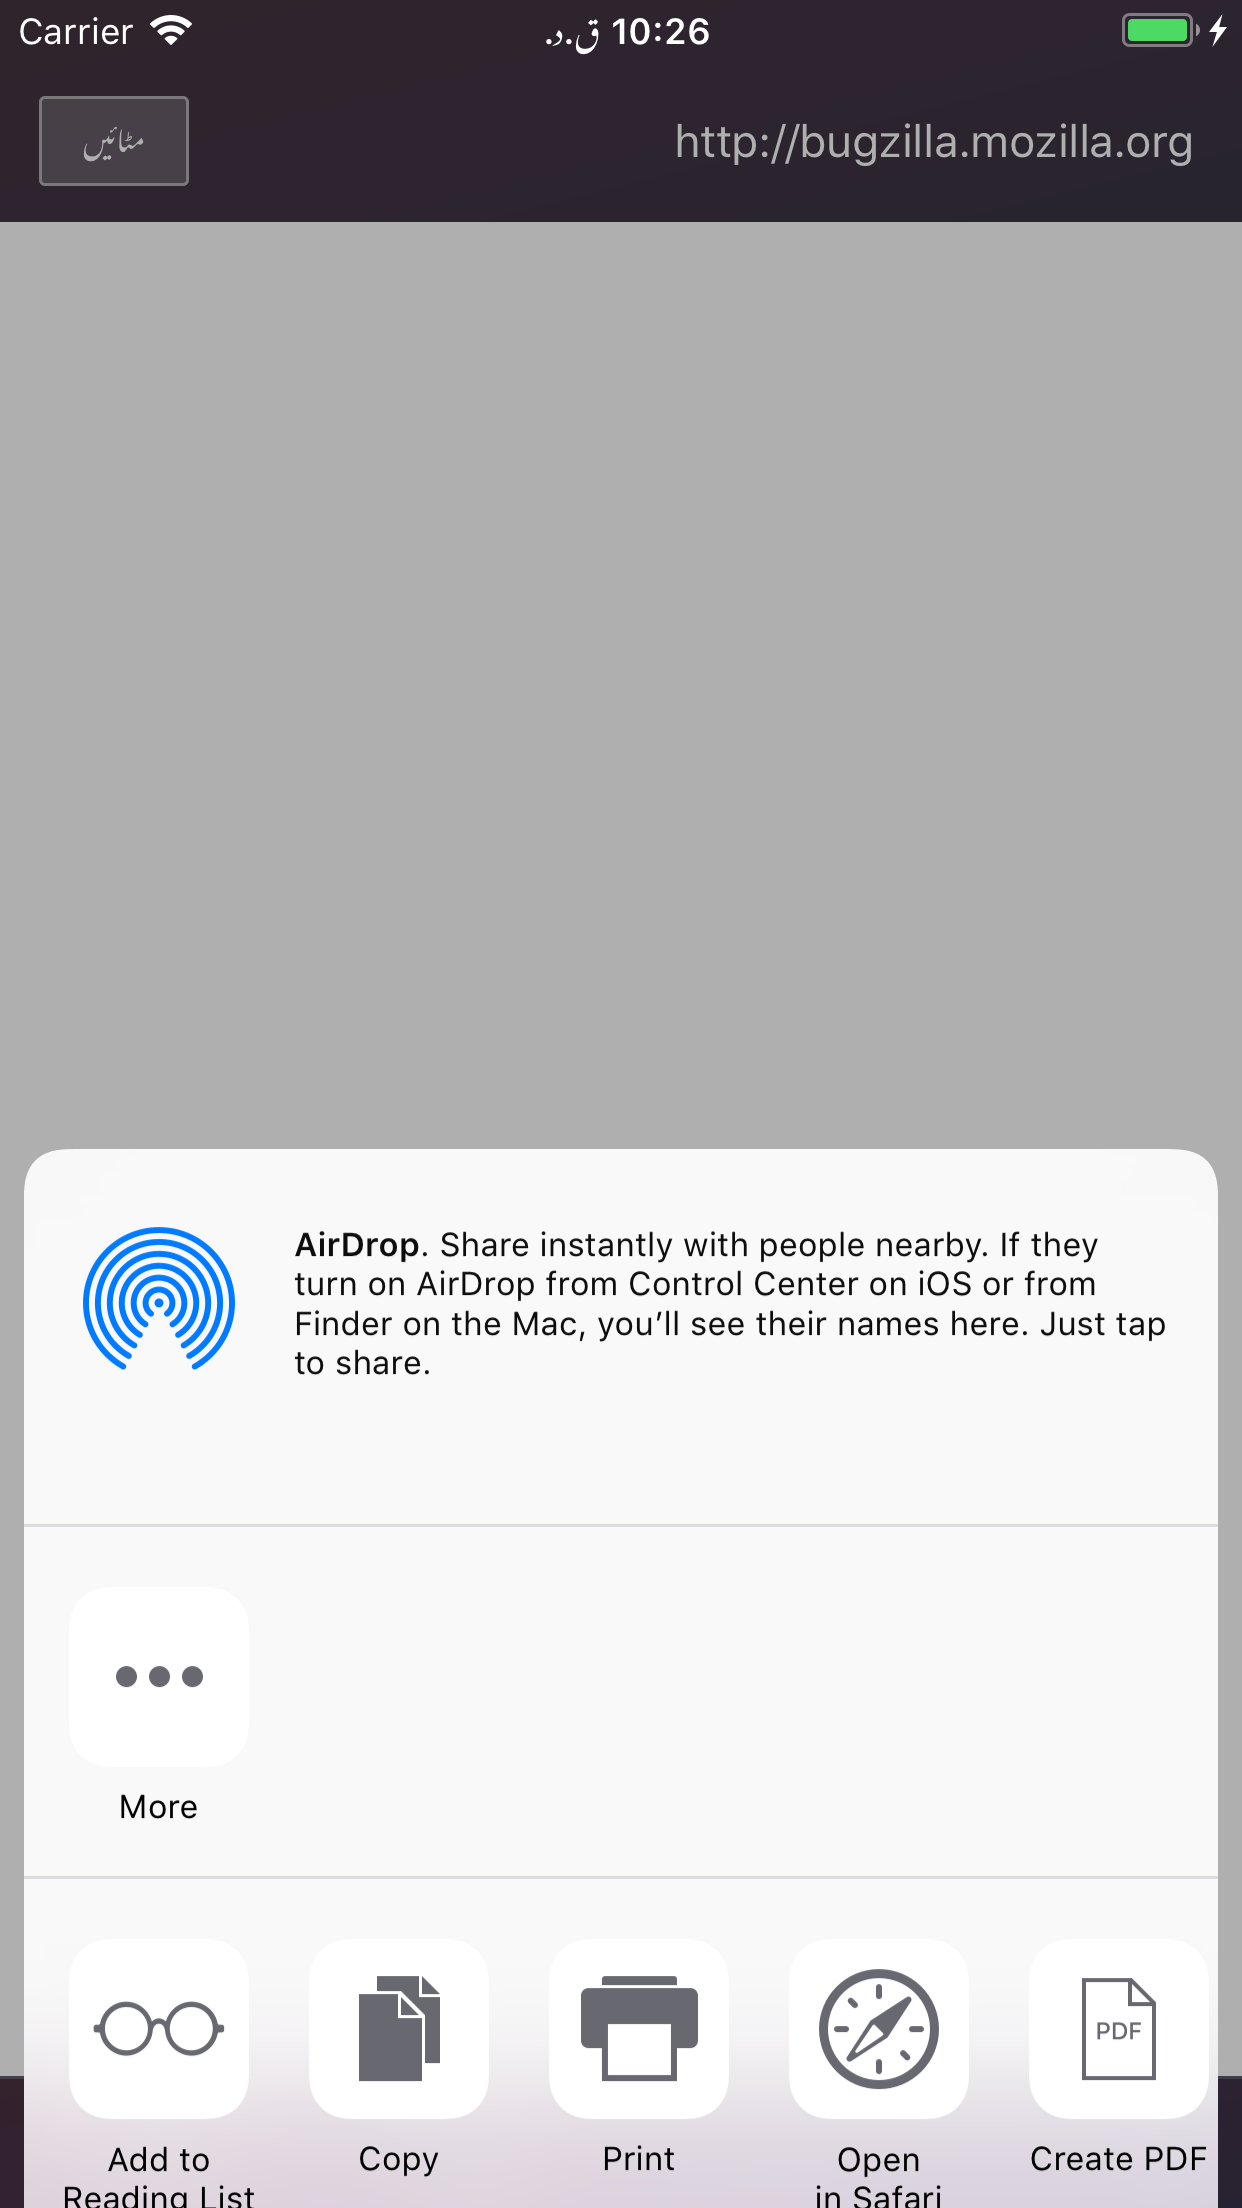 Carrier
10:26 ق.د.
مٹائیں
http://bugzilla.mozilla.org
AirDrop. Share instantly with people nearby. If they
turn on AirDrop from Control Center on iOS or from
Finder on the Mac, you’ll see their names here. Just tap
to share.
More
Add to
Reading List
Copy
Print
Open
in Safari
PDF
Create PDF